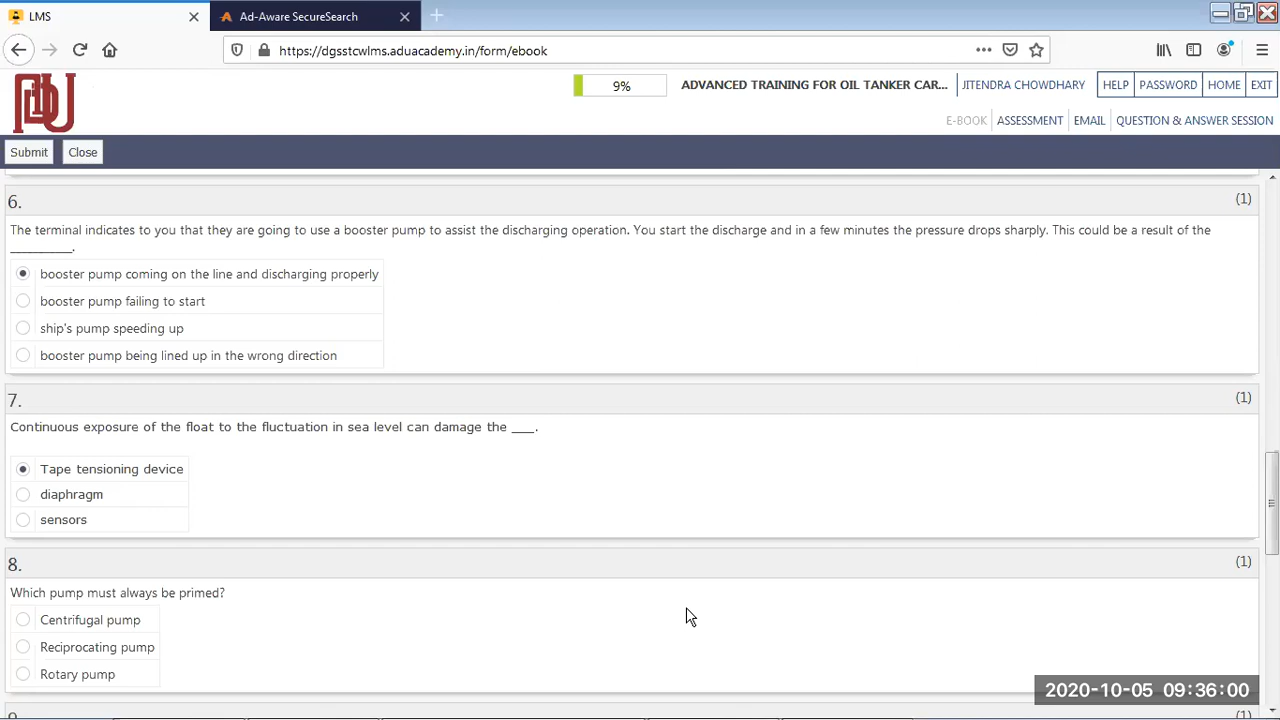 LMS
Ad-Aware SecureSearch
https://dgsstcwlms.aduacademy.in/form/ebook
9%
ADVANCED TRAINING FOR OIL TANKER CAR...
JITENDRA CHOWDHARY
HELP
PASSWORD
HOME
EXIT
E-BOOK
ASSESSMENT
EMAIL
QUESTION & ANSWER SESSION
Submit
Close
6.
(1)
The terminal indicates to you that they are going to use a booster pump to assist the discharging operation. You start the discharge and in a few minutes the pressure drops sharply. This could be a result of the
_________.
booster pump coming on the line and discharging properly
booster pump failing to start
ship's pump speeding up
booster pump being lined up in the wrong direction
7.
(1)
Continuous exposure of the float to the fluctuation in sea level can damage the ___.
Tape tensioning device
diaphragm
sensors
8.
(1)
Which pump must always be primed?
Centrifugal pump
Reciprocating pump
Rotary pump
2020-10-05 09:36:00
9.
(1)